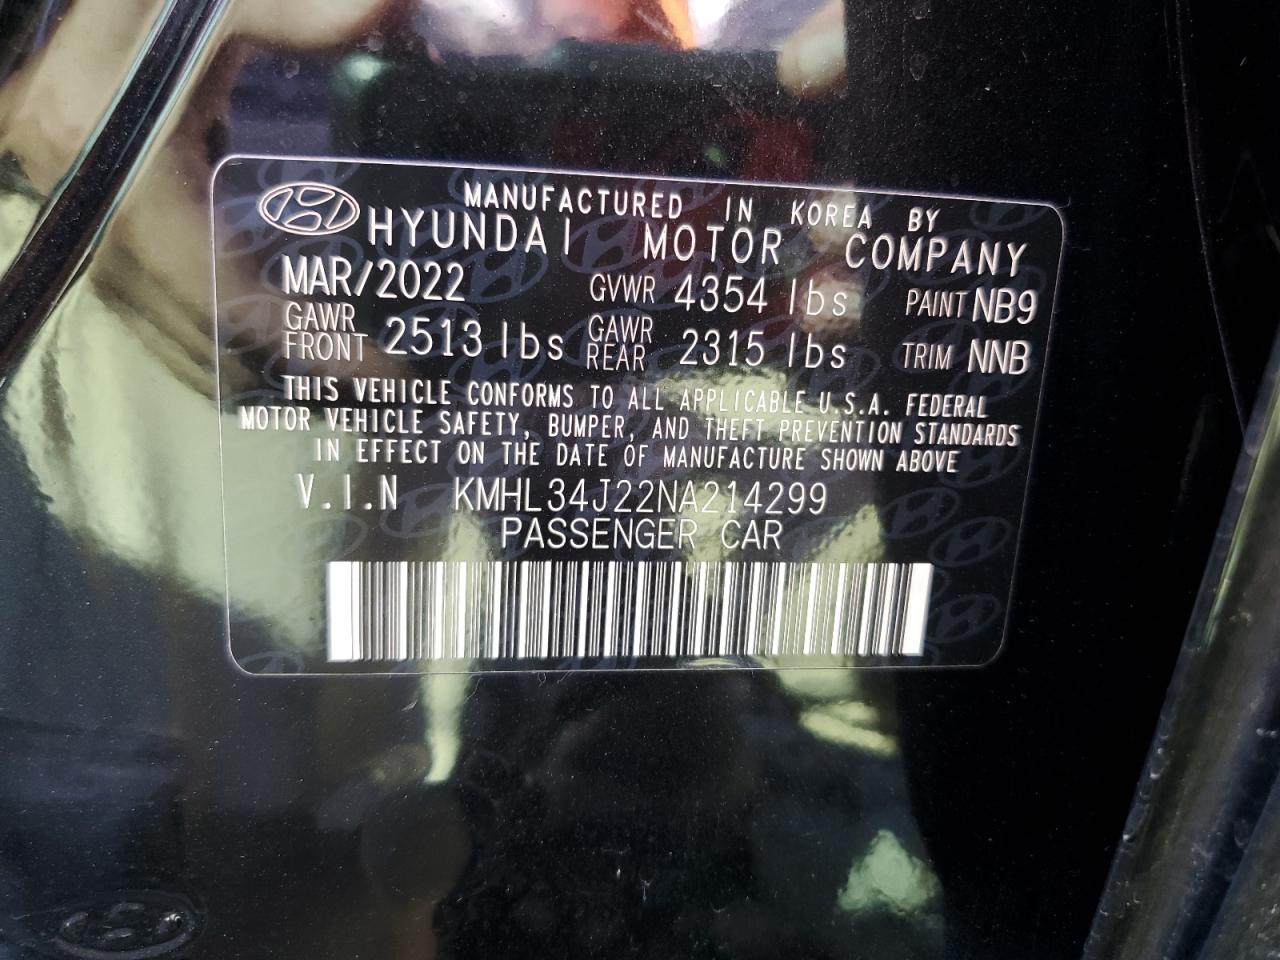 MANUFACTURED IN KOREA BY
HYUNDAI MOTOR COMPANY
MAR/2022 GVWR 4354 lbs PAINT NB9
GAWR FRONT 2513 lbs GAWR REAR 2315 lbs TRIM NNB
THIS VEHICLE CONFORMS TO ALL APPLICABLE U.S.A. FEDERAL
MOTOR VEHICLE SAFETY, BUMPER, AND THEFT PREVENTION STANDARDS
IN EFFECT ON THE DATE OF MANUFACTURE SHOWN ABOVE
V.I.N KMHL34J22NA214299
PASSENGER CAR